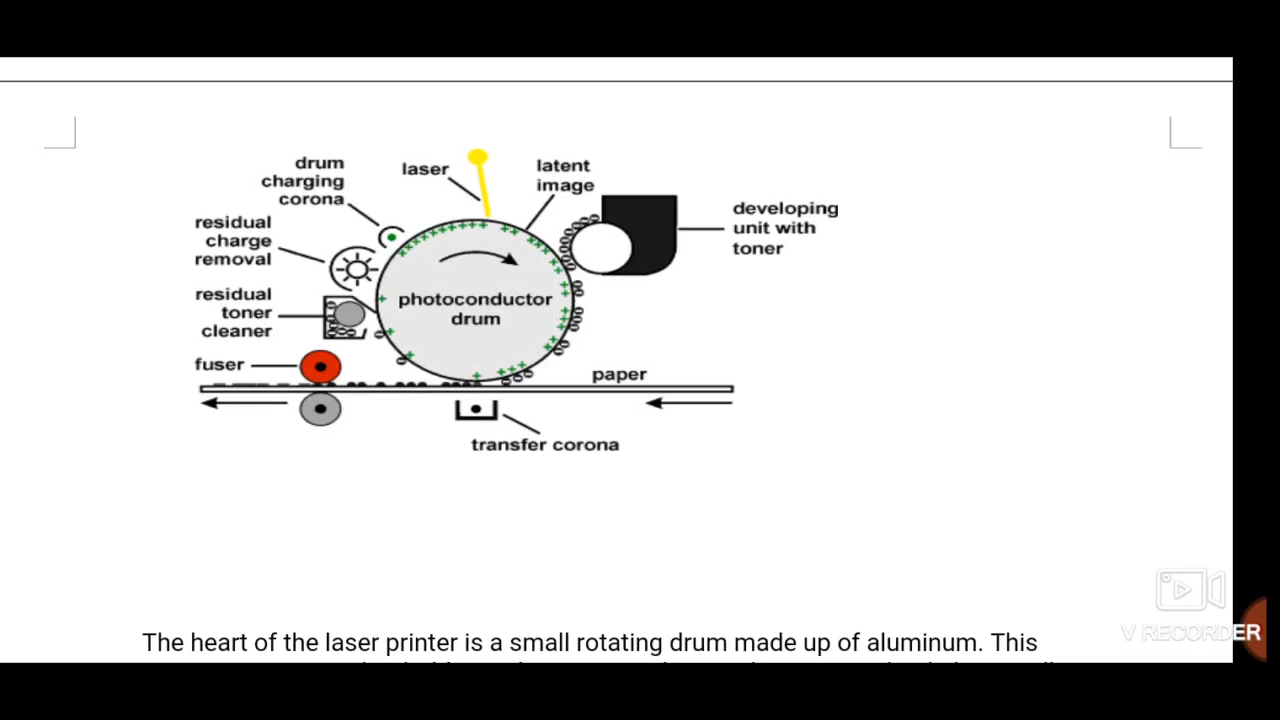 drum
charging
corona
laser
latent
image
residual
charge
removal
developing
unit with
toner
residual
toner
cleaner
photoconductor
drum
fuser
paper
transfer corona
The heart of the laser printer is a small rotating drum made up of aluminum. This
V RECORDER